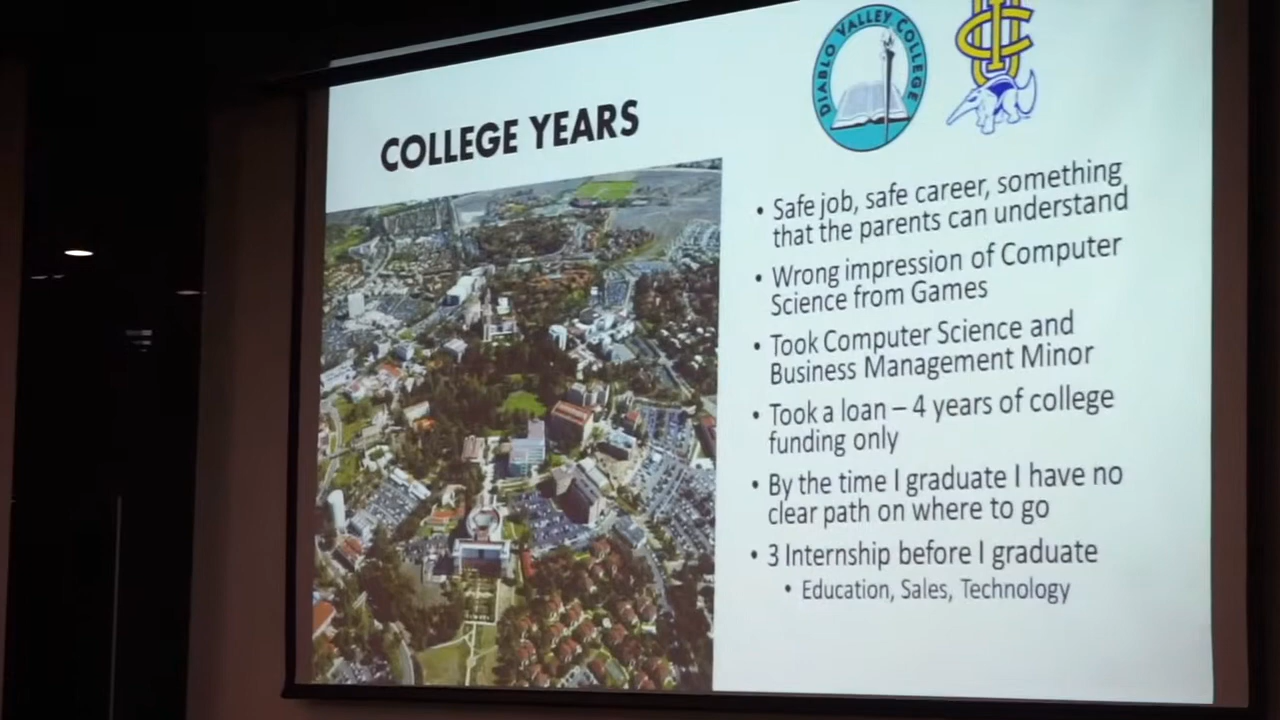 DIABLO VALLEY COLLEGE
UCI
COLLEGE YEARS
• Safe job, safe career, something
that the parents can understand
• Wrong impression of Computer
Science from Games
• Took Computer Science and
Business Management Minor
• Took a loan – 4 years of college
funding only
• By the time I graduate I have no
clear path on where to go
• 3 Internship before I graduate
• Education, Sales, Technology